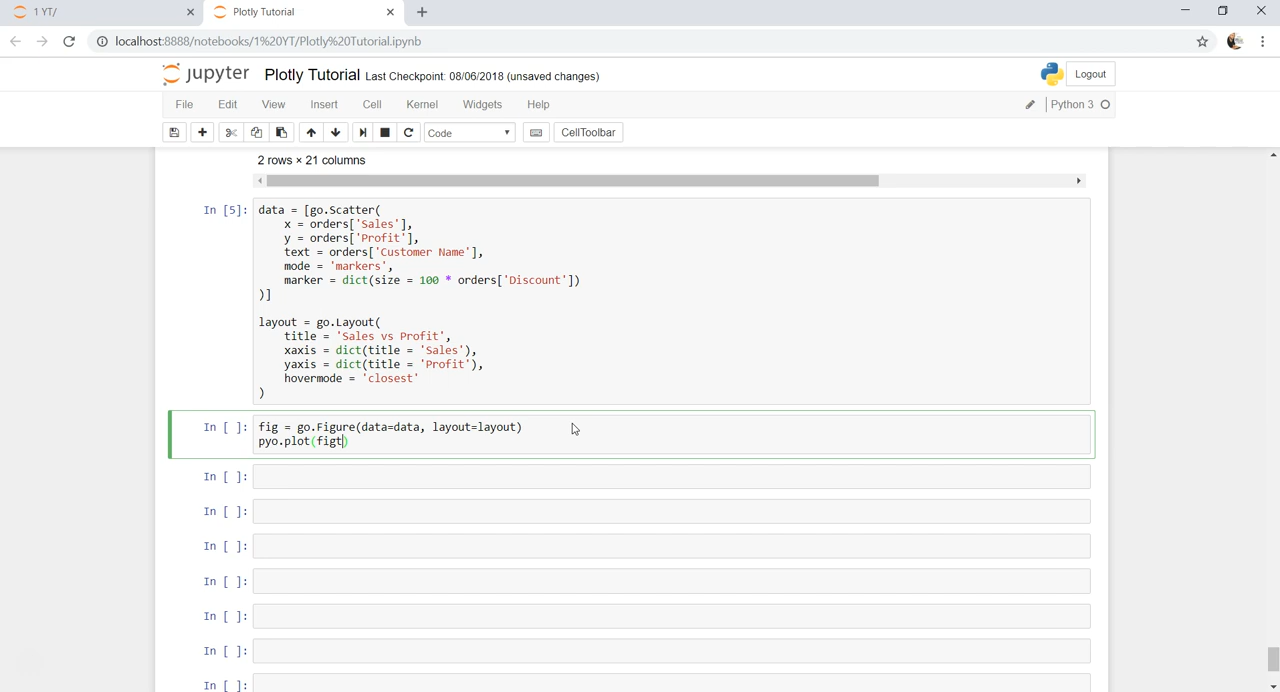 1 YT/
Plotly Tutorial
localhost:8888/notebooks/1%20YT/Plotly%20Tutorial.ipynb
jupyter Plotly Tutorial Last Checkpoint: 08/06/2018 (unsaved changes)
Logout
File Edit View Insert Cell Kernel Widgets Help
Python 3
Code
CellToolbar
2 rows × 21 columns
In [5]: data = [go.Scatter(
x = orders['Sales'],
y = orders['Profit'],
text = orders['Customer Name'],
mode = 'markers',
marker = dict(size = 100 * orders['Discount'])
)]
layout = go.Layout(
title = 'Sales vs Profit',
xaxis = dict(title = 'Sales'),
yaxis = dict(title = 'Profit'),
hovermode = 'closest'
)
In [ ]: fig = go.Figure(data=data, layout=layout)
pyo.plot(figt)
In [ ]:
In [ ]:
In [ ]:
In [ ]:
In [ ]:
In [ ]:
In [ ]: